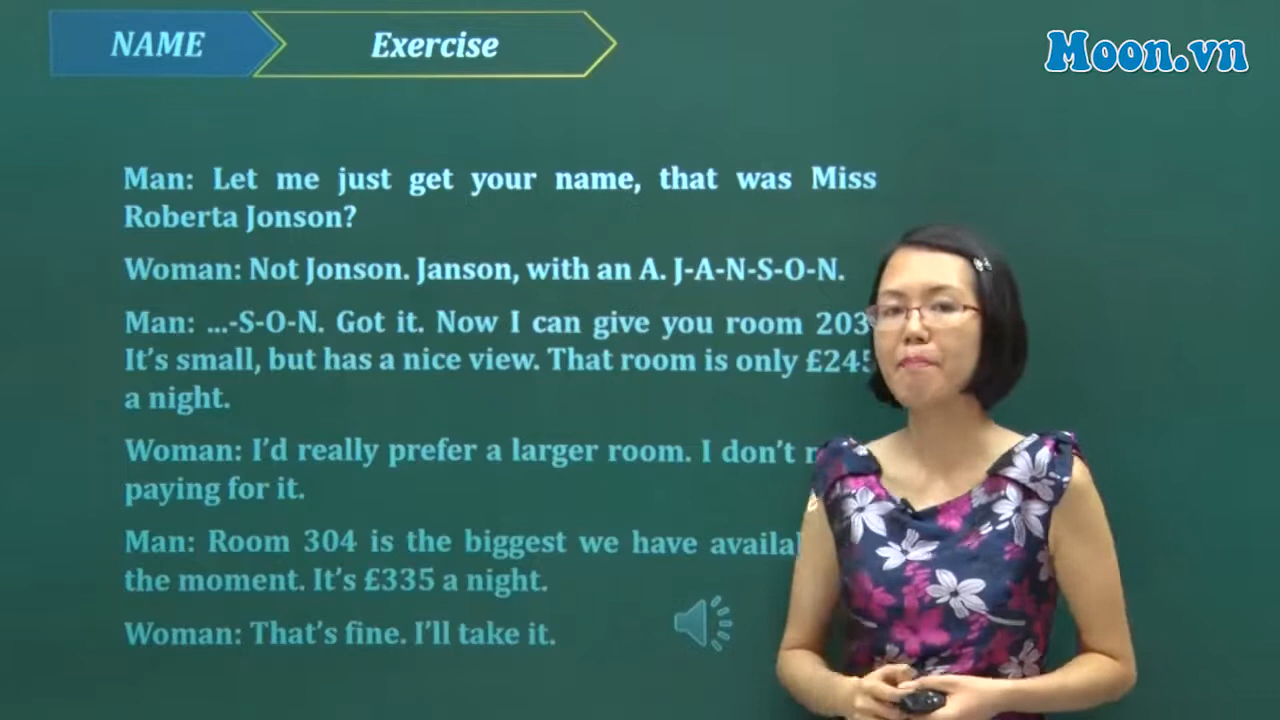 NAME
Exercise
Moon.vn
Man: Let me just get your name, that was Miss
Roberta Jonson?
Woman: Not Jonson. Janson, with an A. J-A-N-S-O-N.
Man: ...-S-O-N. Got it. Now I can give you room 203
It's small, but has a nice view. That room is only £245
a night.
Woman: I'd really prefer a larger room. I don't
paying for it.
Man: Room 304 is the biggest we have
the moment. It's £335 a night.
Woman: That's fine. I'll take it.